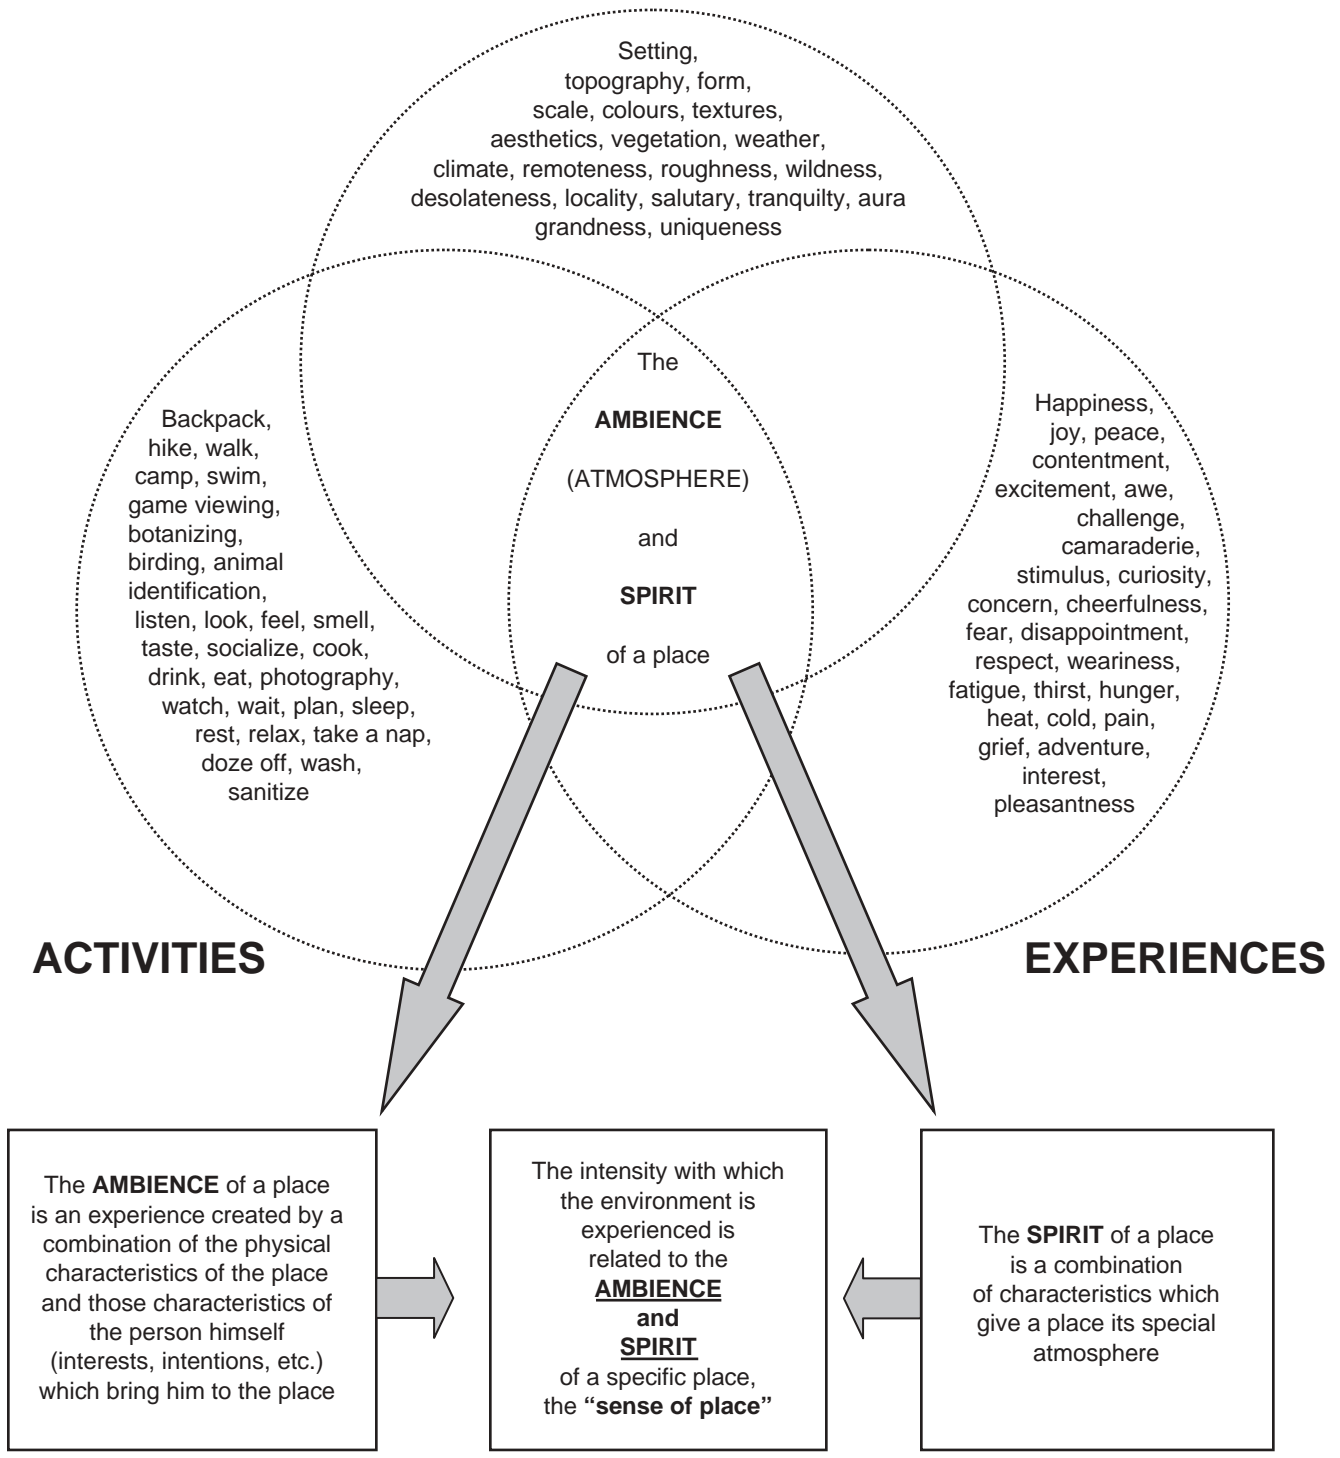 Setting,
topography, form,
scale, colours, textures,
aesthetics, vegetation, weather,
climate, remoteness, roughness, wildness,
desolateness, locality, salutary, tranquilty, aura
grandness, uniqueness
The
AMBIENCE
(ATMOSPHERE)
and
SPIRIT
of a place
Backpack,
hike, walk,
camp, swim,
game viewing,
botanizing,
birding, animal
identification,
listen, look, feel, smell,
taste, socialize, cook,
drink, eat, photography,
watch, wait, plan, sleep,
rest, relax, take a nap,
doze off, wash,
sanitize
Happiness,
joy, peace,
contentment,
excitement, awe,
challenge,
camaraderie,
stimulus, curiosity,
concern, cheerfulness,
fear, disappointment,
respect, weariness,
fatigue, thirst, hunger,
heat, cold, pain,
grief, adventure,
interest,
pleasantness
ACTIVITIES
EXPERIENCES
The AMBIENCE of a place
is an experience created by a
combination of the physical
characteristics of the place
and those characteristics of
the person himself
(interests, intentions, etc.)
which bring him to the place
The intensity with which
the environment is
experienced is
related to the
AMBIENCE
and
SPIRIT
of a specific place,
the “sense of place”
The SPIRIT of a place
is a combination
of characteristics which
give a place its special
atmosphere